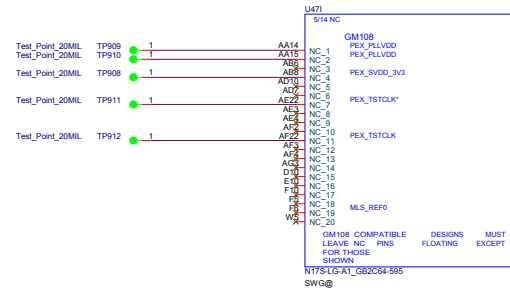 U47I
5/14 NC
GM108
Test_Point_20MIL TP909 1 AA14 NC_1 PEX_PLLVDD
Test_Point_20MIL TP910 1 AA15 NC_2 PEX_PLLVDD
AB6 NC_3
Test_Point_20MIL TP908 1 AB8 NC_4 PEX_SVDD_3V3
AD10 NC_5
AD7 NC_6
Test_Point_20MIL TP911 1 AE22 NC_7 PEX_TSTCLK*
AE3 NC_8
AE4 NC_9
AF2 NC_10
Test_Point_20MIL TP912 1 AF22 NC_11 PEX_TSTCLK
AF3 NC_12
AF4 NC_13
AG3 NC_14
D10 NC_15
E10 NC_16
F10 NC_17
F5 NC_18
F6 NC_19 MLS_REF0
W5 NC_20
GM108 COMPATIBLE DESIGNS MUST
LEAVE NC PINS FLOATING EXCEPT
FOR THOSE
SHOWN
N17S-LG-A1_GB2C64-595
SWG@